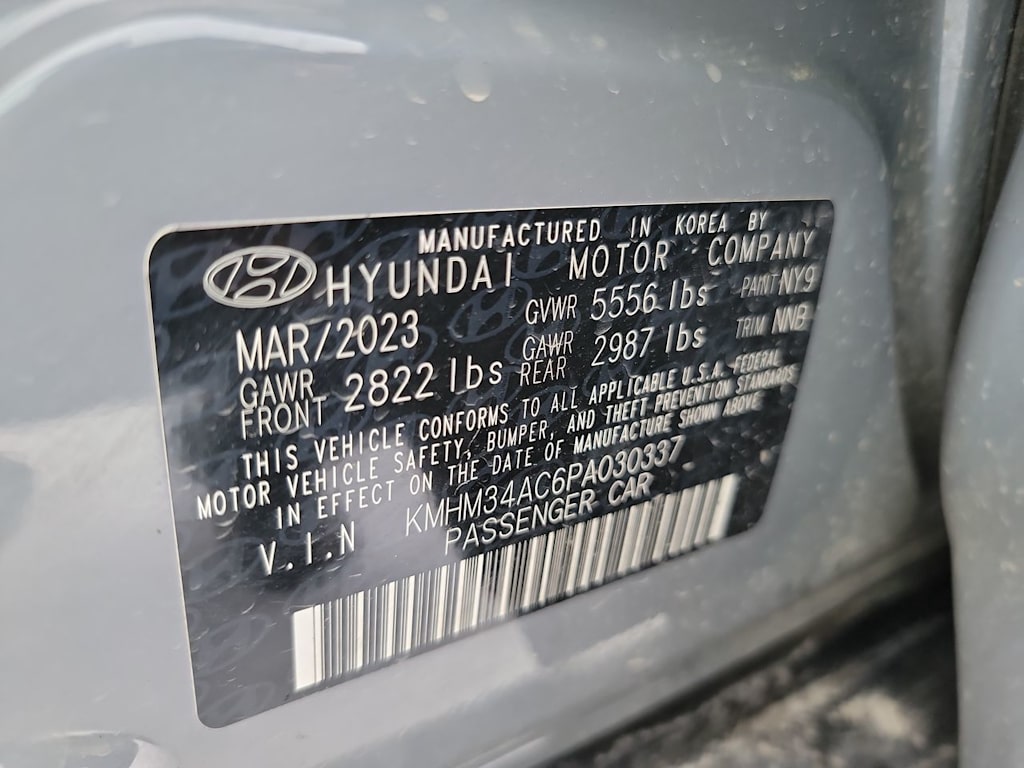 MANUFACTURED IN KOREA BY
HYUNDAI MOTOR COMPANY
MAR/2023 GVWR 5556 lbs PAINT NY9
GAWR FRONT 2822 lbs GAWR REAR 2987 lbs TRIM NNB
THIS VEHICLE CONFORMS TO ALL APPLICABLE U.S.A. FEDERAL
MOTOR VEHICLE SAFETY, BUMPER, AND THEFT PREVENTION STANDARDS
IN EFFECT ON THE DATE OF MANUFACTURE SHOWN ABOVE
V.I.N KMHM34AC6PA030337
PASSENGER CAR